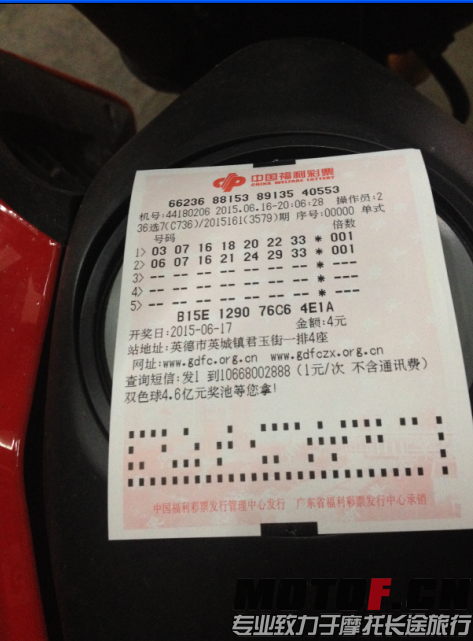 中国福利彩票
CHINA WELFARE LOTTERY
66236 88153 89135 40553
机号:44180206 2015.06.16-20:06:28 操作员:2
36选7(C736)/2015161(3579)期 序号:00000 单式
号码 倍数
1> 03 07 16 18 20 22 33 * 001
2> 06 07 16 21 24 29 33 * 001
3> -- -- -- -- -- -- -- * ---
4> -- -- -- -- -- -- -- * ---
5> -- -- -- -- -- -- -- * ---
B15E 1290 76C6 4E1A
开奖日:2015-06-17 金额:4元
站地址:英德市英城镇君玉街一排4座
网址:www.gdfc.org.cn www.gdfczx.org.cn
查询短信:发1 到10668002888 (1元/次 不含通讯费)
双色球4.6亿元奖池等您拿!
中国福利彩票发行管理中心发行 广东省福利彩票发行中心承销
MOTOF.CN
专业致力于摩托长途旅行